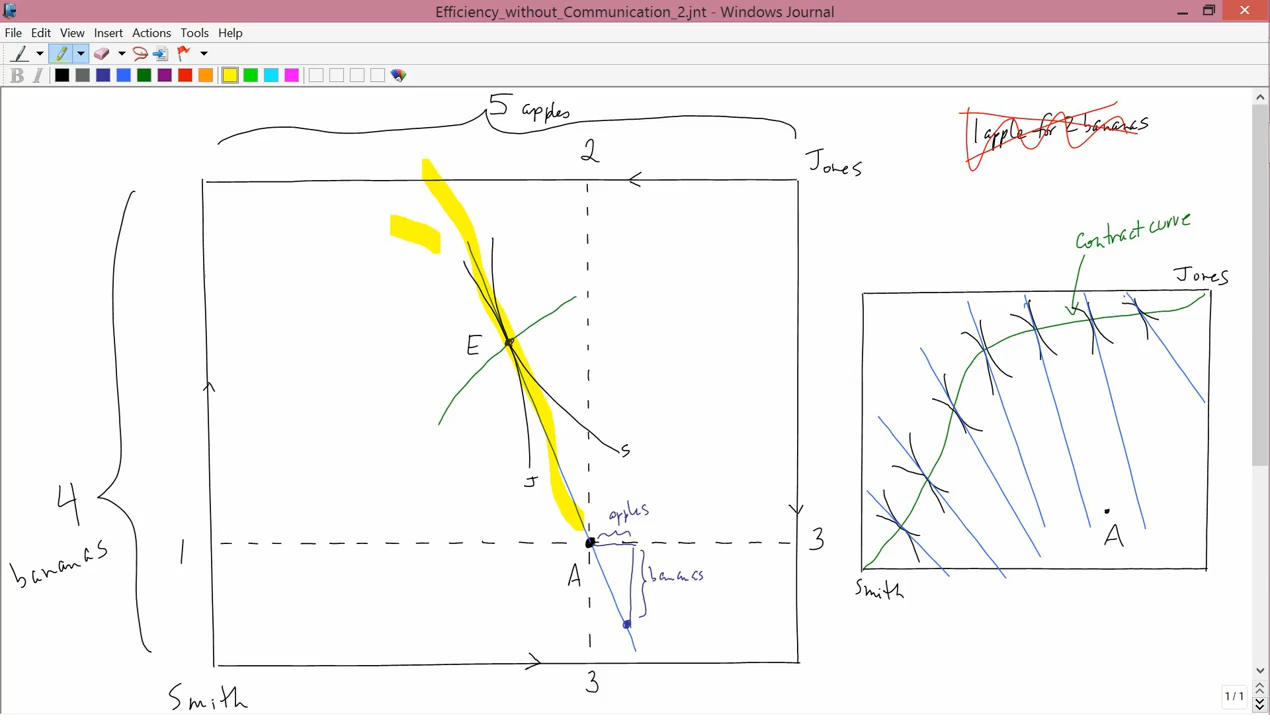 Efficiency_without_Communication_2.jnt - Windows Journal
File Edit View Insert Actions Tools Help
B I
5 apples
1 apple for 2 bananas
2
Jones
contract curve
Jones
E
S
J
4
bananas
apples
1
3
A
bananas
A
Smith
3
Smith
1 / 1